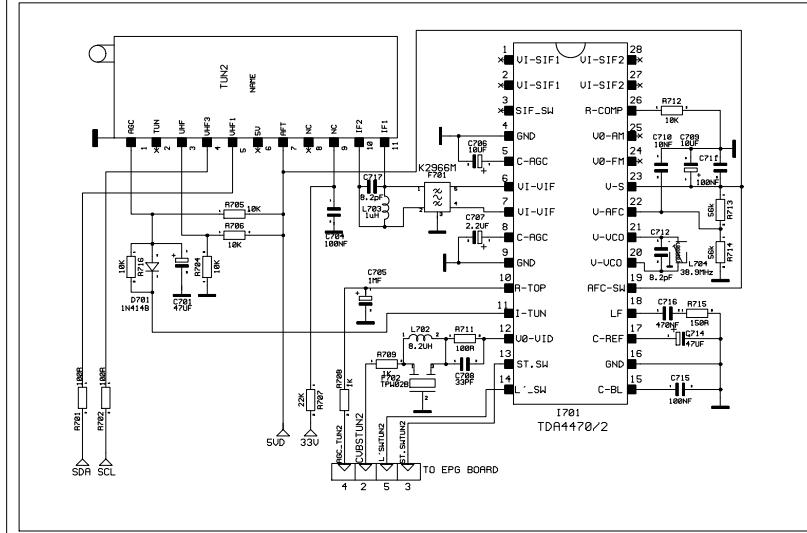 TUN2
NAME
AGC
TUN
VHF
VHF3
VHF1
5V
AFT
NC
NC
IF2
IF1
1
2
3
4
5
6
7
8
9
10
11
R705
10K
R706
10K
10K
R716
D701
1N4148
C701
47UF
R704
10K
C704
100NF
C717
8.2pF
L703
1uH
K2966M
F701
1
2
3
4
5
C706
10UF
C707
2.2UF
C705
1MF
L702
8.2UH
R711
100R
R709
1K
F702
TPW02B
C708
33PF
R708
1K
22K
R707
100R
R701
100R
R702
SDA
SCL
5VD
33V
AGC_TUN2
CVBSTUN2
L'SWTUN2
ST.SWTUN2
4
2
5
3
TO EPG BOARD
1
VI-SIF1
2
VI-SIF1
3
SIF_SW
4
GND
5
C-AGC
6
VI-VIF
7
VI-VIF
8
C-AGC
9
GND
10
R-TOP
11
I-TUN
12
V0-VID
13
ST.SW
14
L'_SW
28
VI-SIF2
27
VI-SIF2
26
R-COMP
25
V0-AM
24
V0-FM
23
V-S
22
V-AFC
21
V-VCO
20
V-VCO
19
AFC-SW
18
LF
17
C-REF
16
GND
15
C-BL
I701
TDA4470/2
R712
10K
C710
10NF
C709
10UF
C711
100NF
56k
R713
56k
R714
C712
8.2pF
L704
38.9MHz
C716
470NF
R715
150R
C714
47UF
C715
100NF